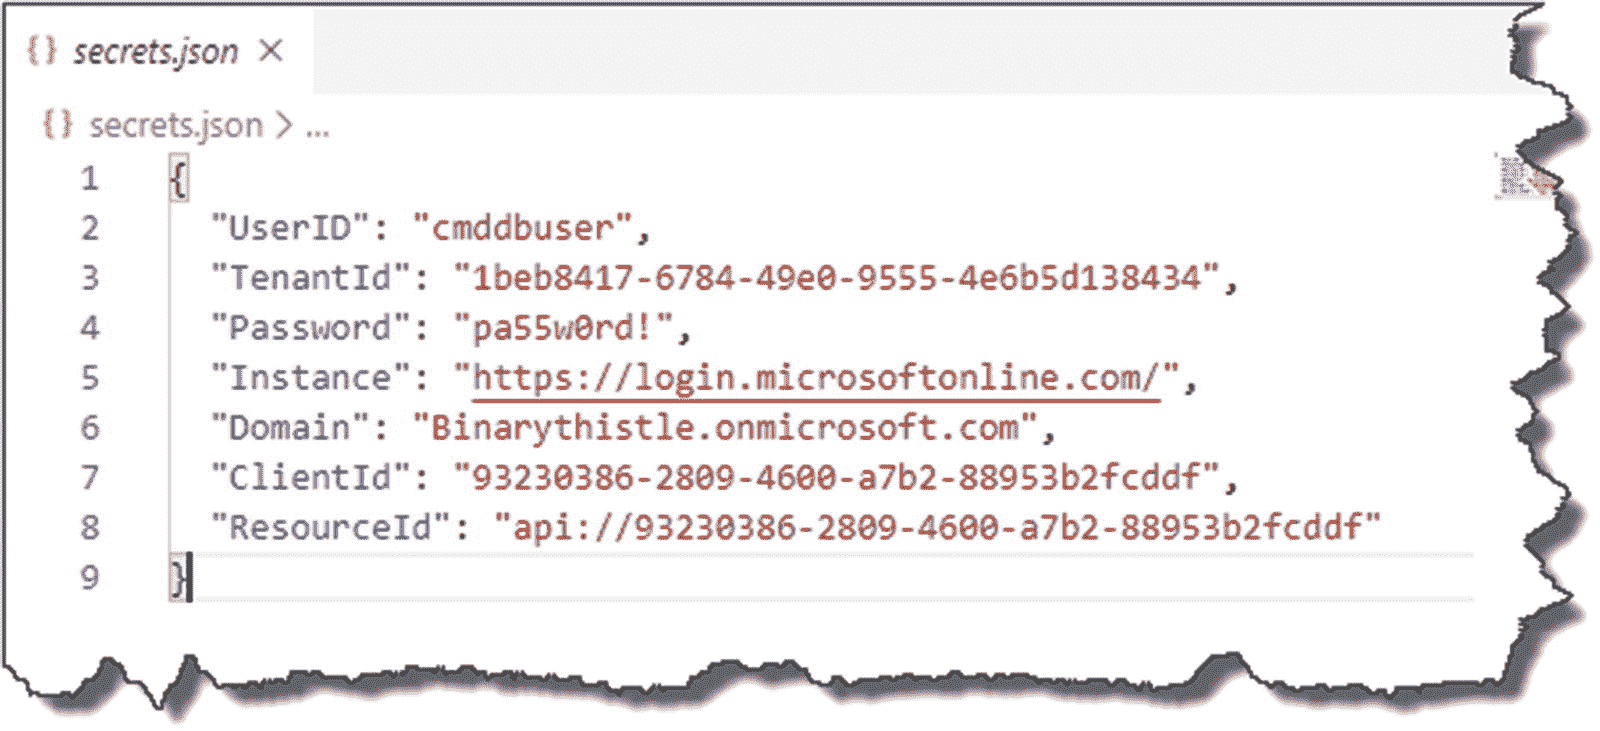 {} secrets.json ×
{} secrets.json > ...
1 {
2 "UserID": "cmddbuser",
3 "TenantId": "1beb8417-6784-49e0-9555-4e6b5d138434",
4 "Password": "pa55w0rd!",
5 "Instance": "https://login.microsoftonline.com/",
6 "Domain": "Binarythistle.onmicrosoft.com",
7 "ClientId": "93230386-2809-4600-a7b2-88953b2fcddf",
8 "ResourceId": "api://93230386-2809-4600-a7b2-88953b2fcddf"
9 }